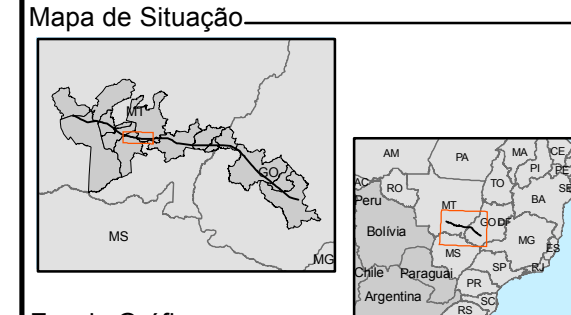 Mapa de Situação
MT
GO
MS
MG
AM
PA
MA
CE
AC
RO
TO
PI
PE
SE
Peru
MT
BA
Bolívia
GO
DF
MG
ES
MS
Chile
Paraguai
SP
RJ
PR
Argentina
SC
RS